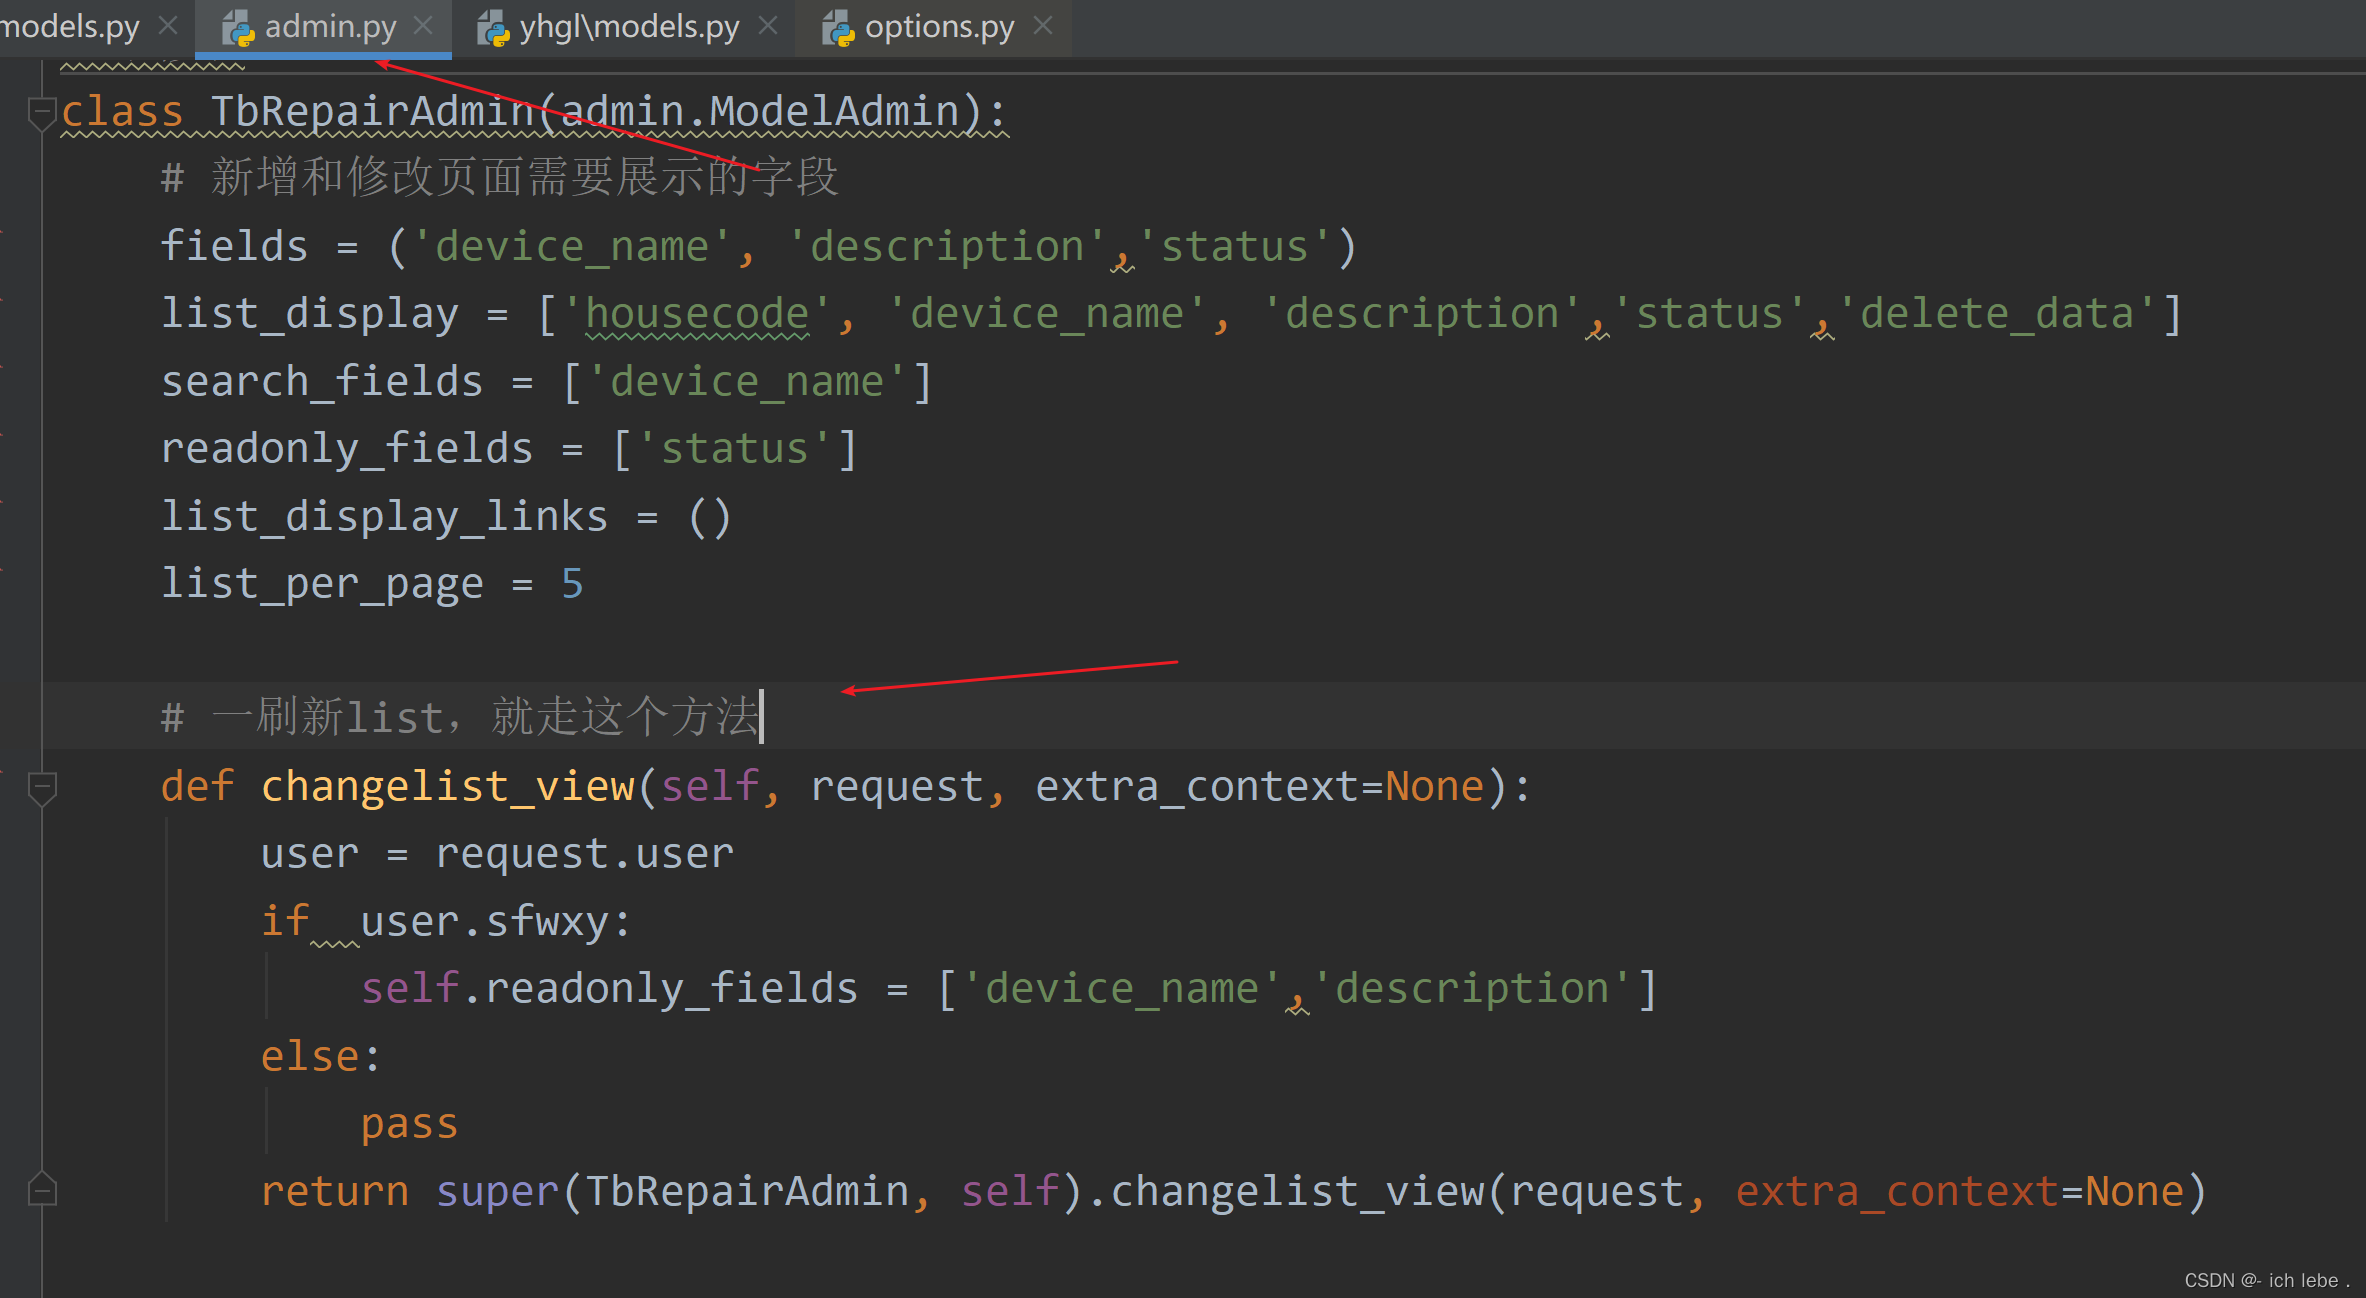 models.py admin.py yhgl\models.py options.py
class TbRepairAdmin(admin.ModelAdmin):
# 新增和修改页面需要展示的字段
fields = ('device_name', 'description','status')
list_display = ['housecode', 'device_name', 'description','status','delete_data']
search_fields = ['device_name']
readonly_fields = ['status']
list_display_links = ()
list_per_page = 5
# 一刷新list，就走这个方法
def changelist_view(self, request, extra_context=None):
user = request.user
if  user.sfwxy:
self.readonly_fields = ['device_name','description']
else:
pass
return super(TbRepairAdmin, self).changelist_view(request, extra_context=None)
CSDN @- ich lebe .